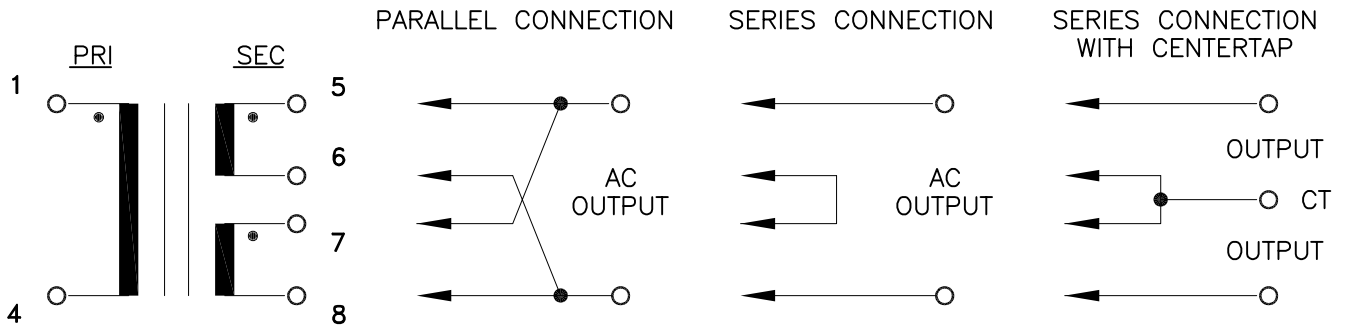 PARALLEL CONNECTION
SERIES CONNECTION
SERIES CONNECTION
WITH CENTERTAP
PRI
SEC
1
5
6
7
4
8
AC
OUTPUT
AC
OUTPUT
OUTPUT
CT
OUTPUT